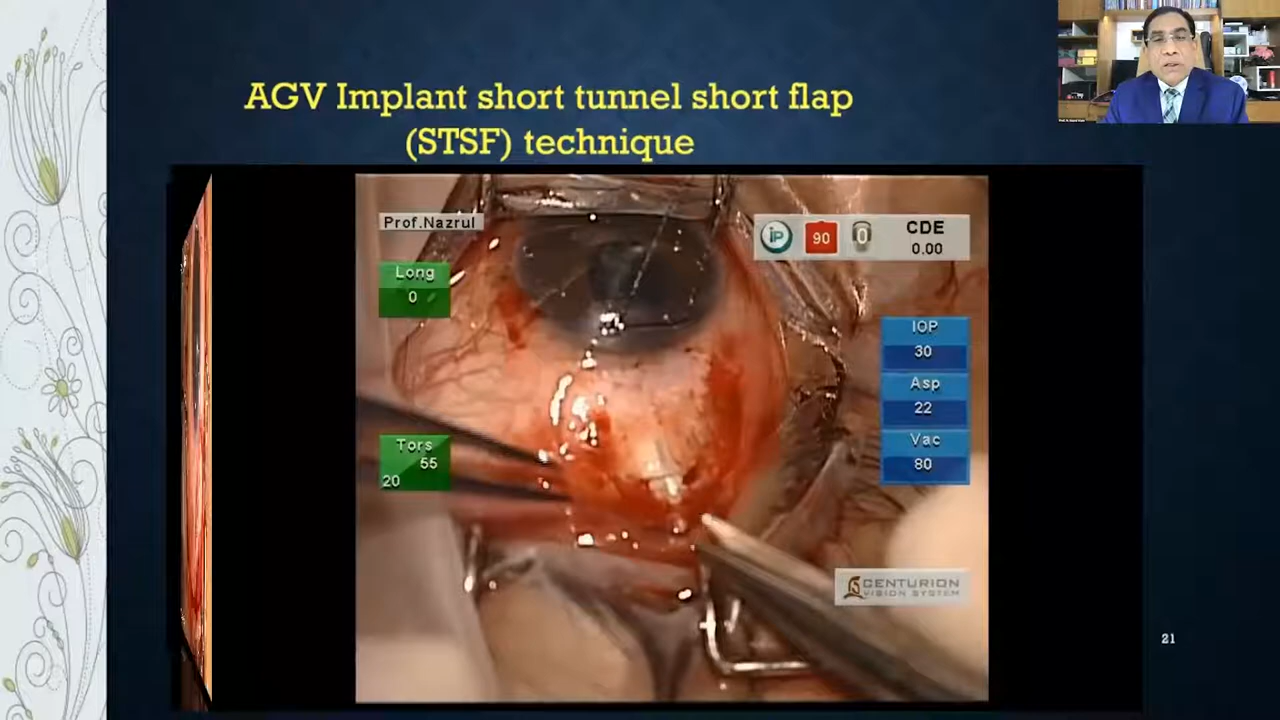 AGV Implant short tunnel short flap
(STSF) technique
Prof.Nazrul
iP 90 0 CDE
0.00
Long
0
IOP
30
Asp
22
Vac
80
Tors
55
20
CENTURION
VISION SYSTEM
21